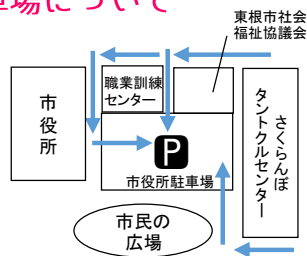 車場について
東根市社会
福祉協議会
職業訓練
センター
市役所
P
市役所駐車場
さくらんぼ
タントクルセンター
市民の
広場